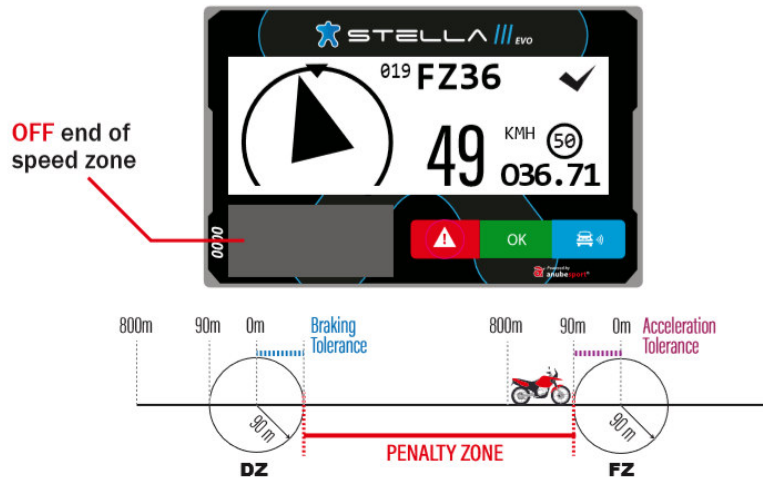 STELLA III EVO
019 FZ36
49 KMH 50
036.71
OFF end of
speed zone
0000
OK
Powered by
anubesport®
800m 90m 0m Braking
Tolerance
800m 90m 0m Acceleration
Tolerance
90 m
90 m
PENALTY ZONE
DZ
FZ